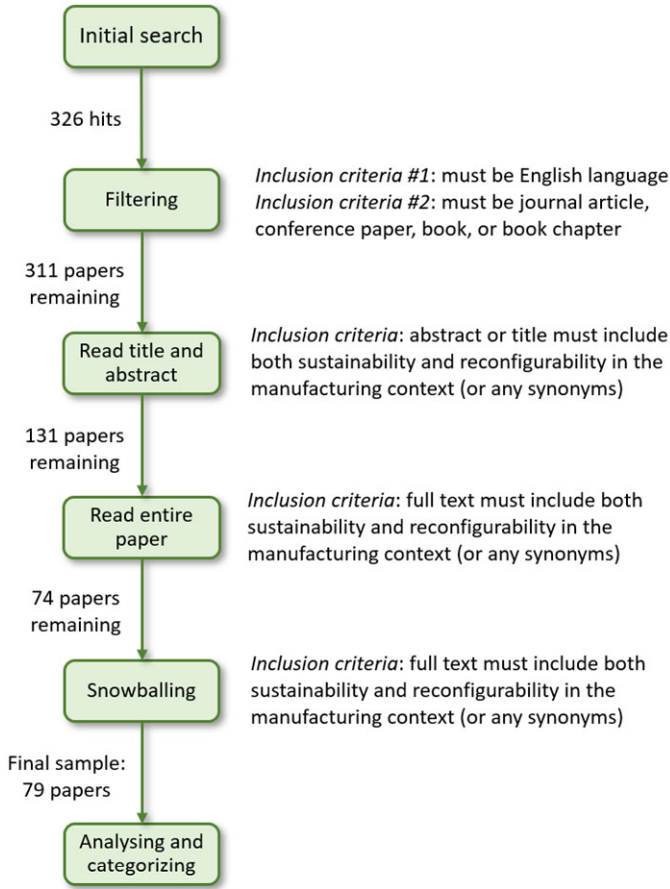 Initial search
326 hits
Filtering
Inclusion criteria #1: must be English language
Inclusion criteria #2: must be journal article,
conference paper, book, or book chapter
311 papers
remaining
Read title and
abstract
Inclusion criteria: abstract or title must include
both sustainability and reconfigurability in the
manufacturing context (or any synonyms)
131 papers
remaining
Read entire
paper
Inclusion criteria: full text must include both
sustainability and reconfigurability in the
manufacturing context (or any synonyms)
74 papers
remaining
Snowballing
Inclusion criteria: full text must include both
sustainability and reconfigurability in the
manufacturing context (or any synonyms)
Final sample:
79 papers
Analysing and
categorizing